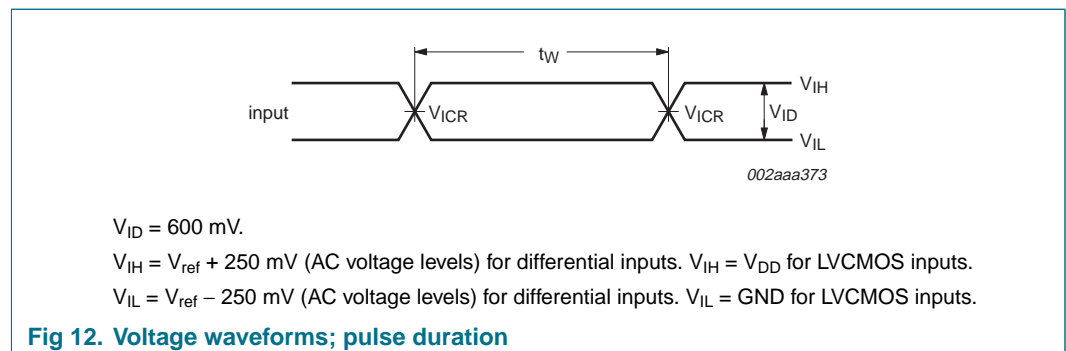 tW
VIH
input
VICR
VICR
VID
VIL
002aaa373
VID = 600 mV.
VIH = Vref + 250 mV (AC voltage levels) for differential inputs. VIH = VDD for LVCMOS inputs.
VIL = Vref − 250 mV (AC voltage levels) for differential inputs. VIL = GND for LVCMOS inputs.
Fig 12. Voltage waveforms; pulse duration